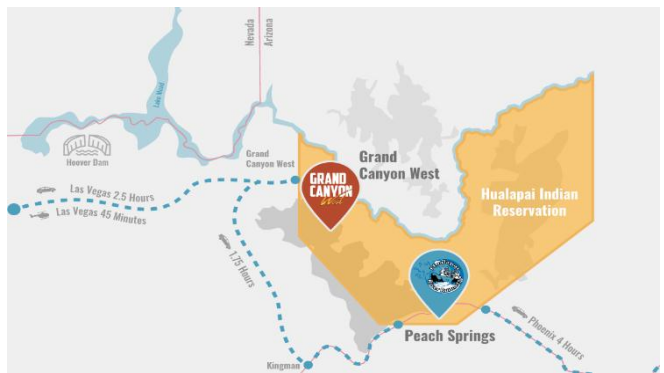 Nevada
Arizona
Lake Mead
Hoover Dam
Grand
Canyon West
Grand
Canyon West
GRAND
CANYON
West
Hualapai Indian
Reservation
Las Vegas 2.5 Hours
Las Vegas 45 Minutes
1.75 Hours
Peach Springs
Phoenix 4 Hours
Kingman